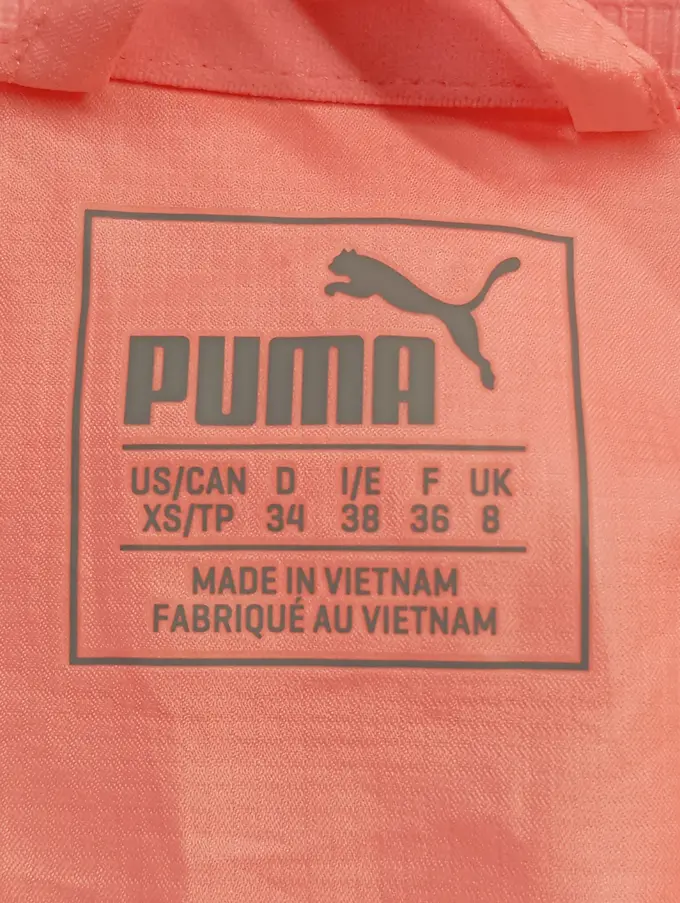 PUMA
US/CAN D I/E F UK
XS/TP 34 38 36 8
MADE IN VIETNAM
FABRIQUÉ AU VIETNAM